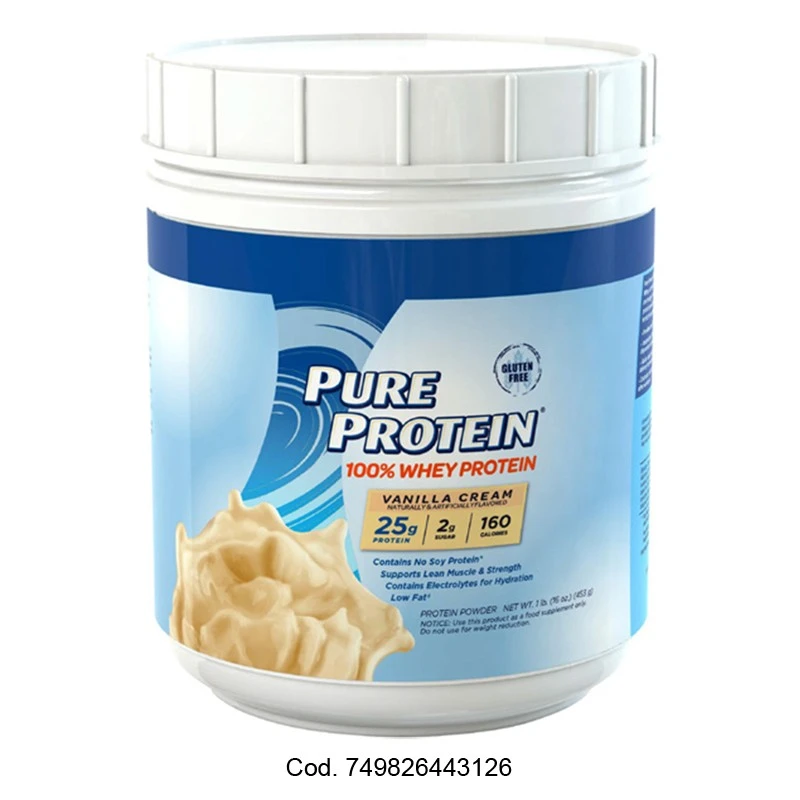 GLUTEN
FREE
PURE
PROTEIN®
100% WHEY PROTEIN
VANILLA CREAM
NATURALLY & ARTIFICIALLY FLAVORED
25g
PROTEIN
2g
SUGAR
160
CALORIES
Contains No Soy Protein*
Supports Lean Muscle & Strength
Contains Electrolytes for Hydration
Low Fat‡
PROTEIN POWDER NET WT. 1 lb. (16 oz.) (453 g)
NOTICE: Use this product as a food supplement only.
Do not use for weight reduction.
Cod. 749826443126